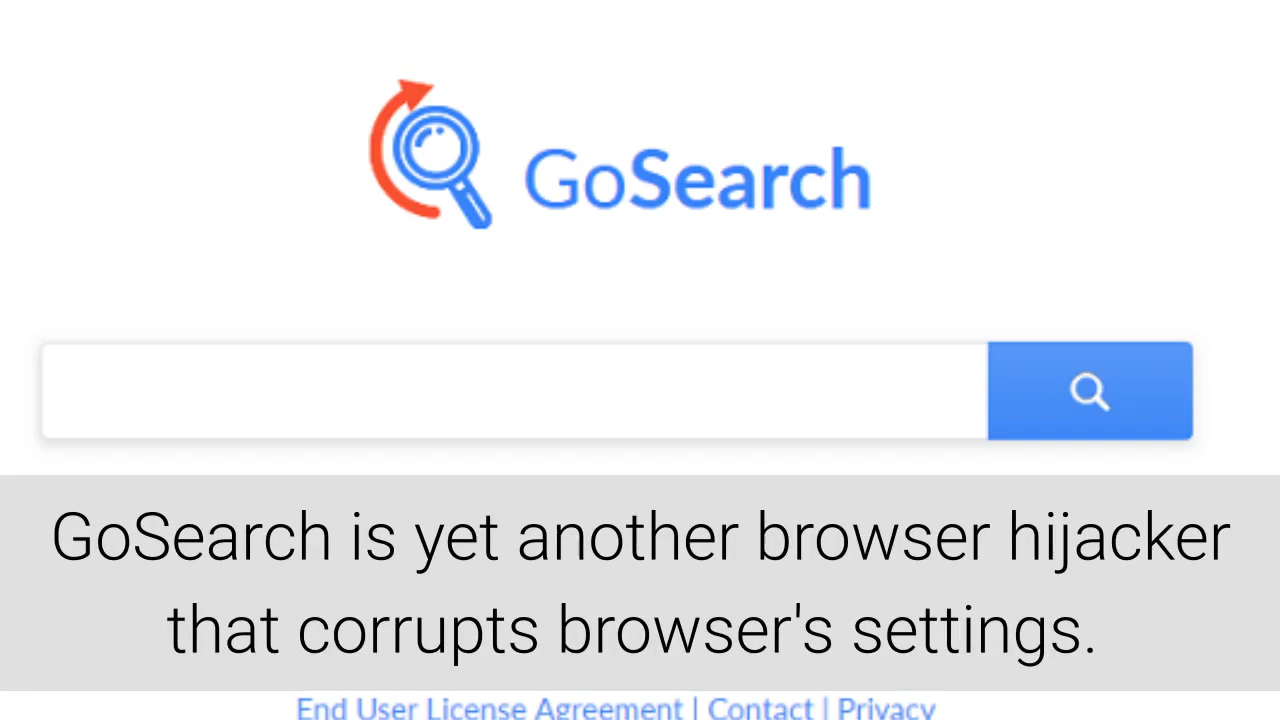 GoSearch
GoSearch is yet another browser hijacker
that corrupts browser's settings.
End User License Agreement | Contact | Privacy